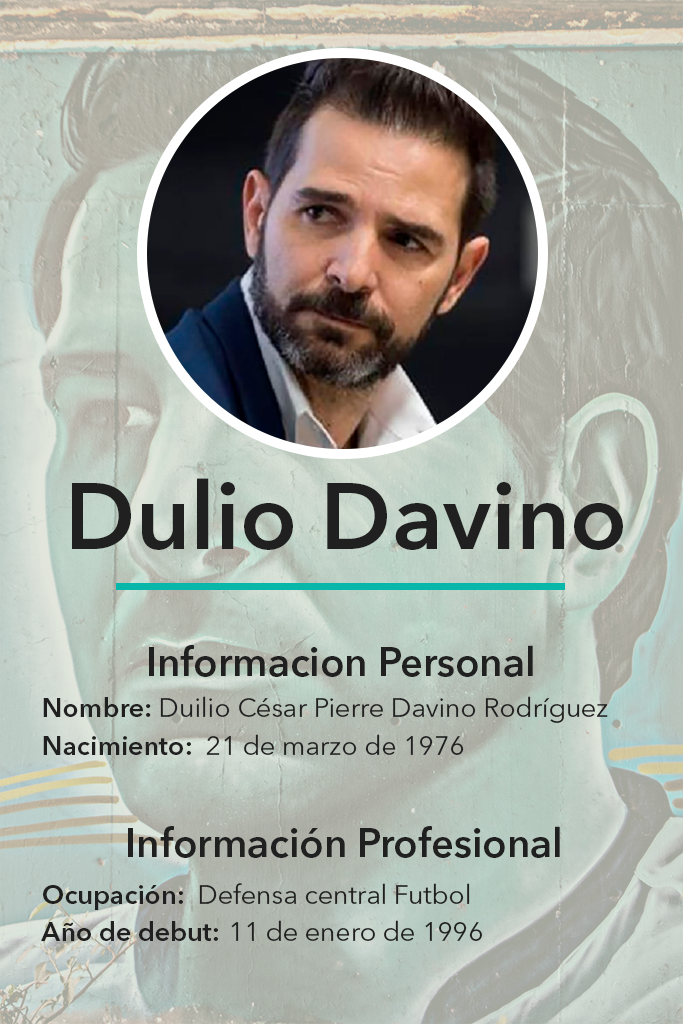 Dulio Davino
Informacion Personal
Nombre: Duilio César Pierre Davino Rodríguez
Nacimiento: 21 de marzo de 1976
Información Profesional
Ocupación: Defensa central Futbol
Año de debut: 11 de enero de 1996